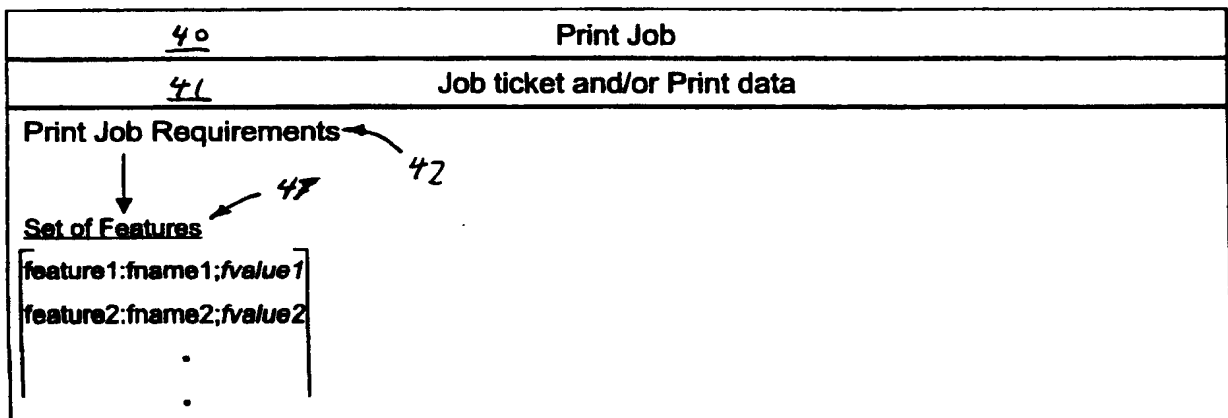 40 Print Job
41 Job ticket and/or Print data
Print Job Requirements
42
Set of Features
feature1:fname1;fvalue1
feature2:fname2;fvalue2